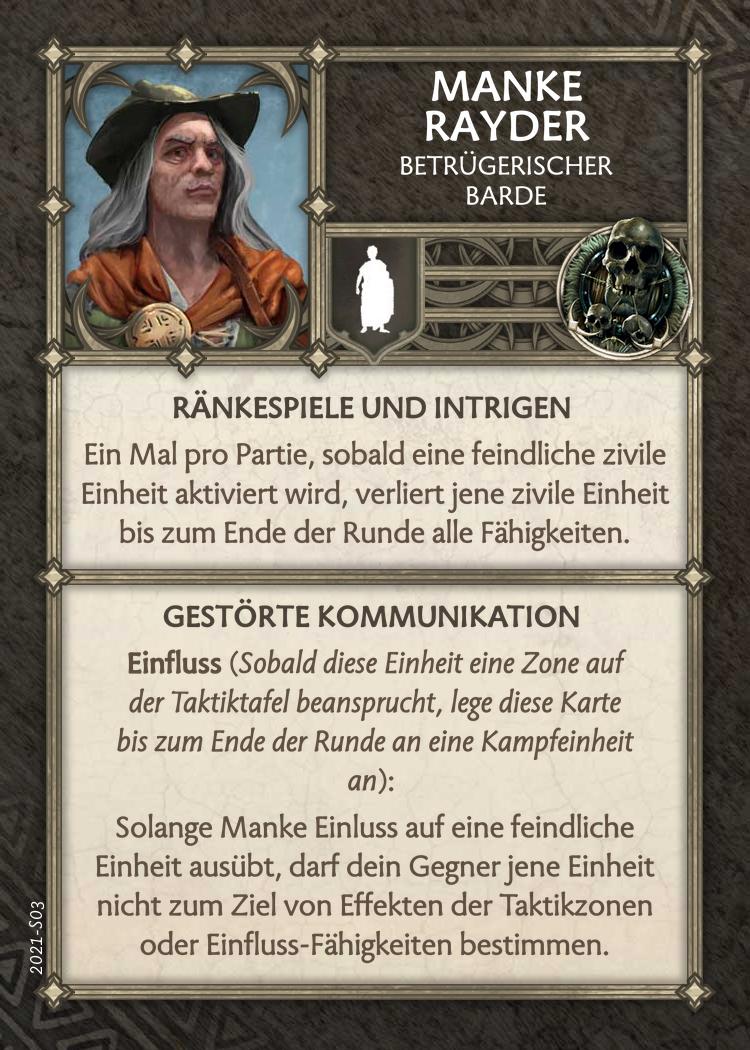 MANKE
RAYDER
BETRÜGERISCHER
BARDE
RÄNKESPIELE UND INTRIGEN
Ein Mal pro Partie, sobald eine feindliche zivile
Einheit aktiviert wird, verliert jene zivile Einheit
bis zum Ende der Runde alle Fähigkeiten.
GESTÖRTE KOMMUNIKATION
Einfluss (Sobald diese Einheit eine Zone auf
der Taktiktafel beansprucht, lege diese Karte
bis zum Ende der Runde an eine Kampfeinheit
an):
Solange Manke Einluss auf eine feindliche
Einheit ausübt, darf dein Gegner jene Einheit
nicht zum Ziel von Effekten der Taktikzonen
oder Einfluss-Fähigkeiten bestimmen.
2021-S03